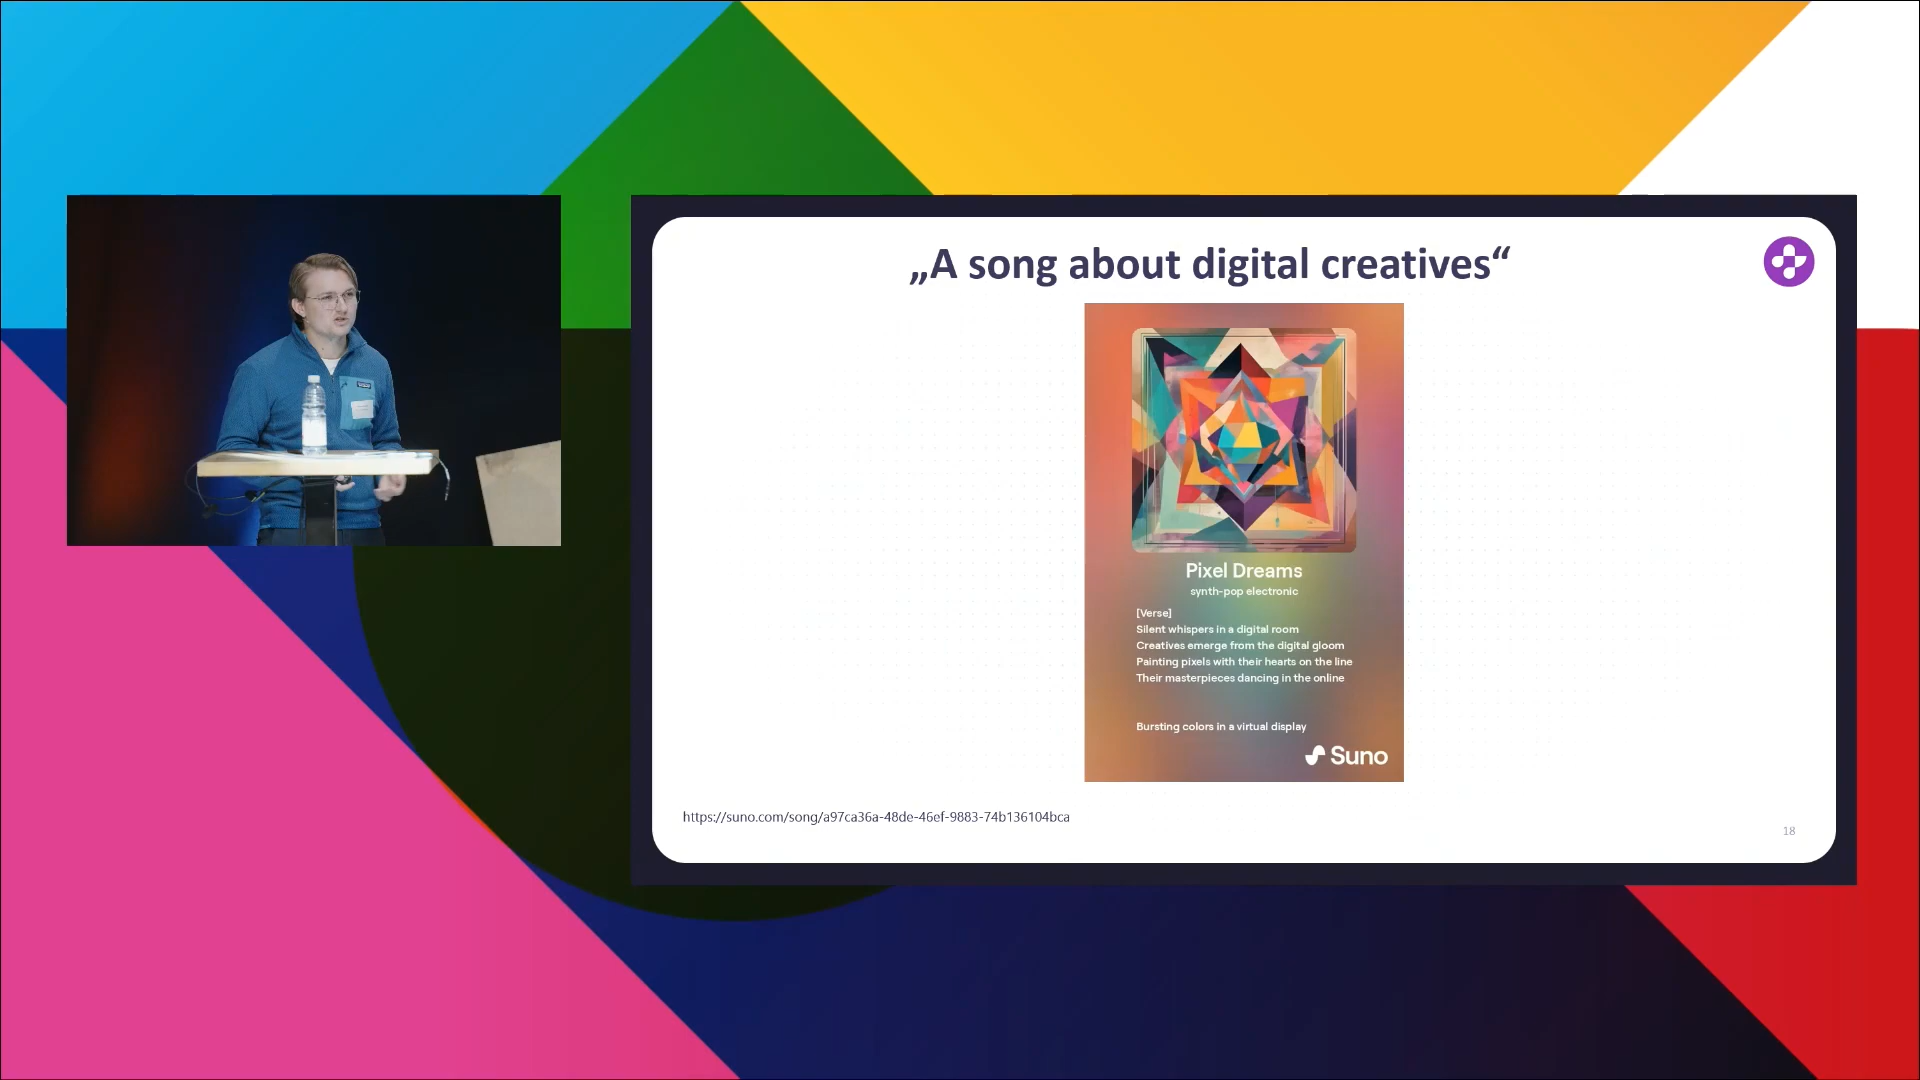 „A song about digital creatives“
Pixel Dreams
synth-pop electronic
[Verse]
Silent whispers in a digital room
Creatives emerge from the digital gloom
Painting pixels with their hearts on the line
Their masterpieces dancing in the online
Bursting colors in a virtual display
Suno
https://suno.com/song/a97ca36a-48de-46ef-9883-74b136104bca
18